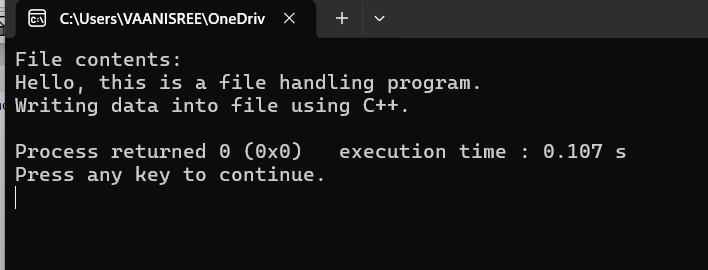 C:\Users\VAANISREE\OneDriv
File contents:
Hello, this is a file handling program.
Writing data into file using C++.
Process returned 0 (0x0)   execution time : 0.107 s
Press any key to continue.